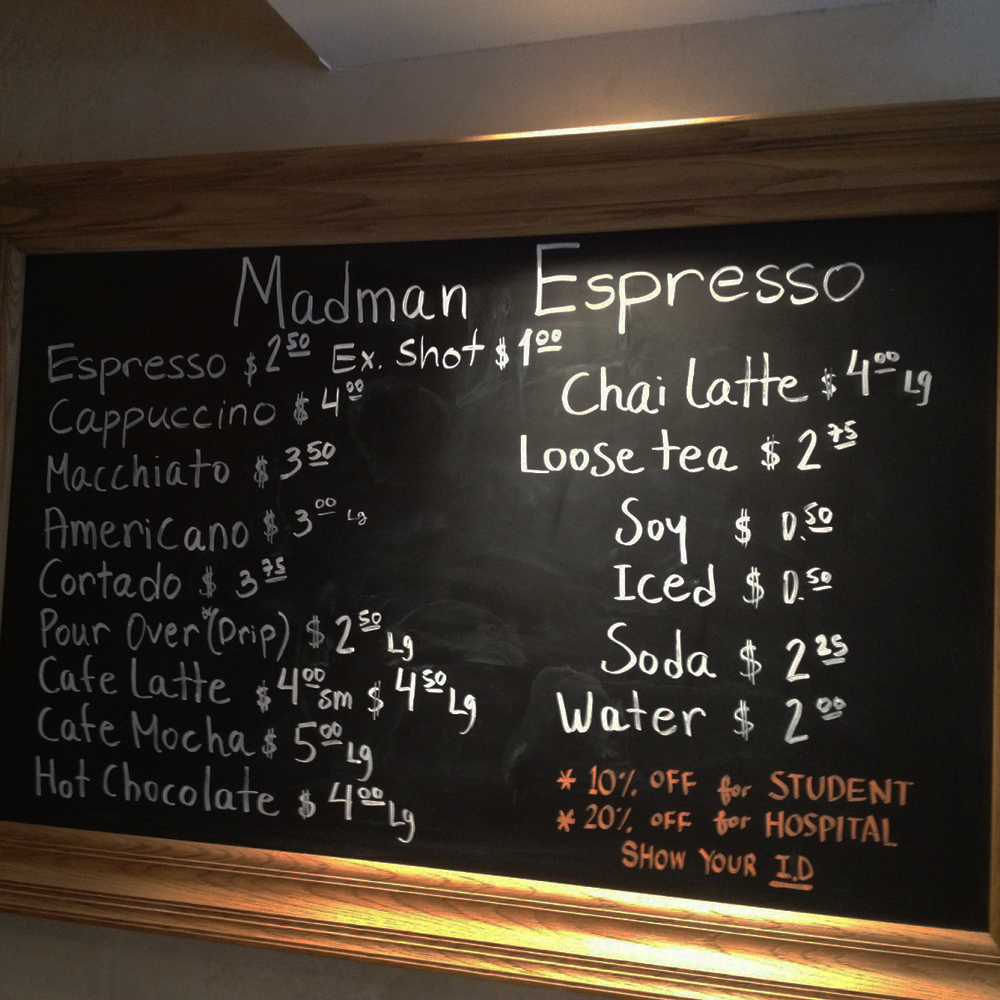 Madman Espresso
Espresso $2.50 Ex. Shot $1.00
Cappuccino $4.00
Macchiato $3.50
Americano $3.00 Lg
Cortado $3.75
Pour Over (Drip) $2.50 Lg
Cafe Latte $4.00 sm $4.50 Lg
Cafe Mocha $5.00 Lg
Hot Chocolate $4.00 Lg
Chai Latte $4.00 Lg
Loose tea $2.75
Soy $0.50
Iced $0.50
Soda $2.25
Water $2.00
* 10% OFF for STUDENT
* 20% OFF for HOSPITAL
SHOW YOUR I.D